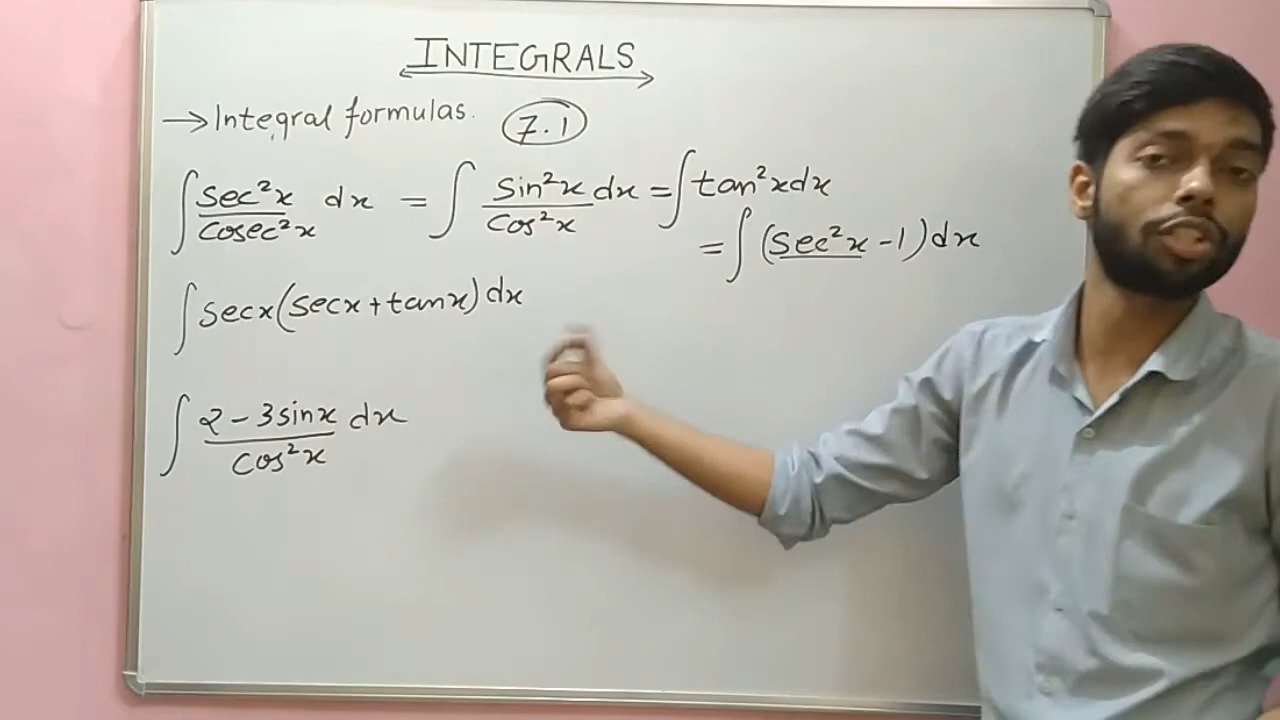 INTEGRALS
→ Integral formulas. 7.1
∫ sec²x/cosec²x dx = ∫ sin²x/cos²x dx = ∫ tan²x dx
= ∫ (sec²x - 1) dx
∫ secx(secx + tanx) dx
∫ 2 - 3sinx/cos²x dx